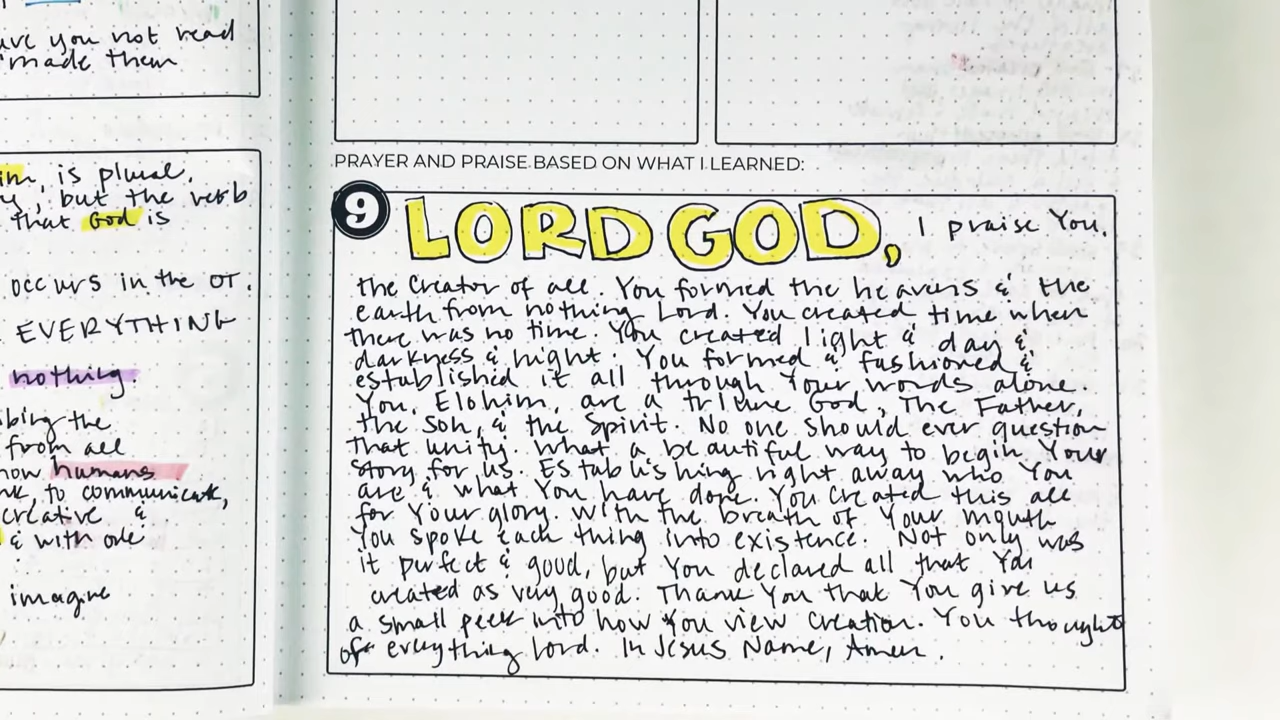 ave you not read
made them
im, is plural.
y, but the verb
that God is
occurs in the OT.
EVERYTHING
nothing.
bing the
from all
how humans
nk, to communicate,
creative &
& with one
imagine
PRAYER AND PRAISE BASED ON WHAT I LEARNED:
9
LORD GOD, I praise You,
the Creator of all. You formed the heavens & the
earth from nothing Lord. You created time when
there was no time. You created light & day &
darkness & night. You formed & fashioned &
established it all through Your words alone.
You, Elohim, are a triune God, The Father,
the Son, & the Spirit. No one should ever question
that unity. What a beautiful way to begin Your
story for us. Establishing right away who You
are & what You have done. You created this all
for Your glory. With the breath of Your mouth
You spoke each thing into existence. Not only was
it perfect & good, but You declared all that You
created as very good. Thank You that You give us
a small peek into how You view creation. You thought
of everything Lord. In Jesus Name, Amen.